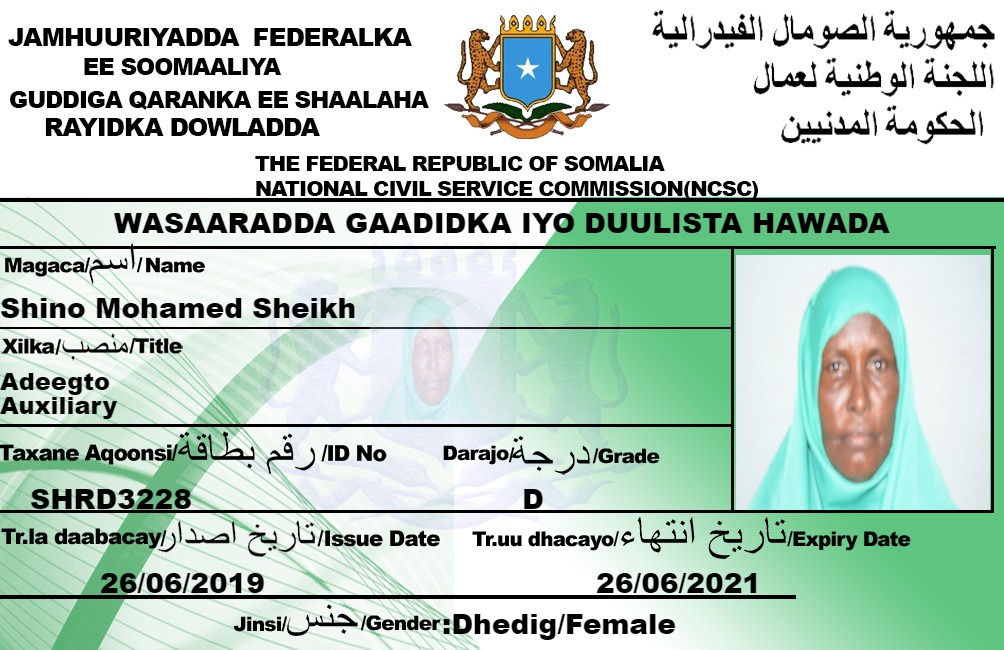 JAMHUURIYADDA FEDERALKA
EE SOOMAALIYA
GUDDIGA QARANKA EE SHAALAHA
RAYIDKA DOWLADDA
جمهورية الصومال الفيدرالية
اللجنة الوطنية لعمال
الحكومة المدنيين
THE FEDERAL REPUBLIC OF SOMALIA
NATIONAL CIVIL SERVICE COMMISSION(NCSC)
WASAARADDA GAADIDKA IYO DUULISTA HAWADA
Magaca/اسم/Name
Shino Mohamed Sheikh
Xilka/منصب/Title
Adeegto
Auxiliary
Taxane Aqoonsi/رقم بطاقة/ID No
Darajo/درجة/Grade
SHRD3228
D
Tr.la daabacay/تاريخ اصدار/Issue Date
Tr.uu dhacayo/تاريخ انتهاء/Expiry Date
26/06/2019
26/06/2021
Jinsi/جنس/Gender:Dhedig/Female